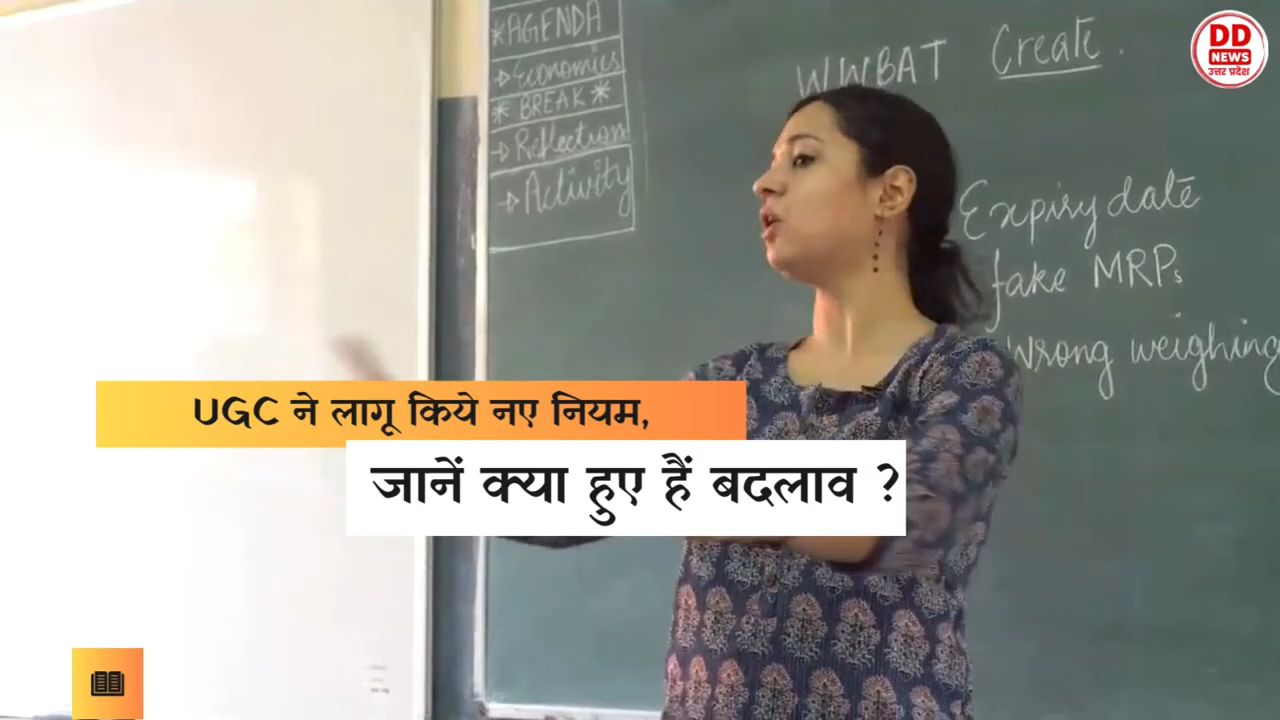 *AGENDA
→Economics
* BREAK *
→ Reflection
→ Activity
WWBAT Create.
Expiry date
fake MRPs
Wrong weighing
DD
NEWS
उत्तर प्रदेश
UGC ने लागू किये नए नियम,
जानें क्या हुए हैं बदलाव ?